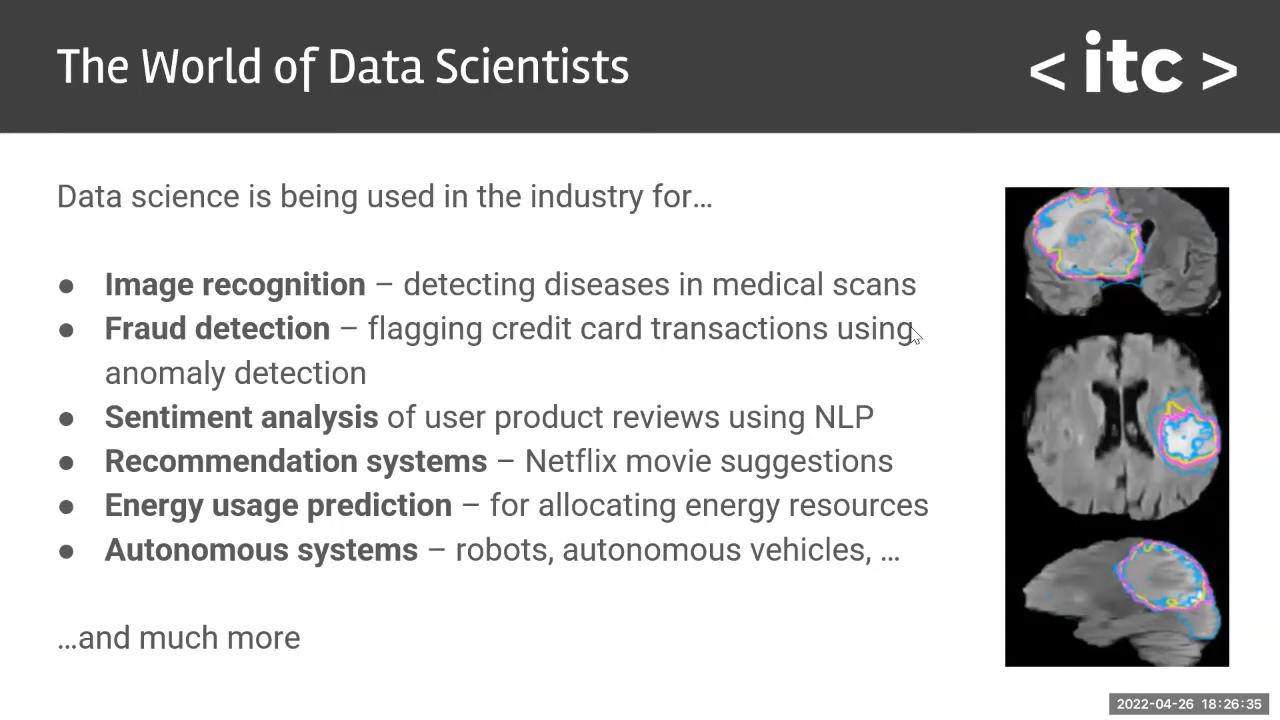 The World of Data Scientists
< itc >
Data science is being used in the industry for…
● Image recognition – detecting diseases in medical scans
● Fraud detection – flagging credit card transactions using
anomaly detection
● Sentiment analysis of user product reviews using NLP
● Recommendation systems – Netflix movie suggestions
● Energy usage prediction – for allocating energy resources
● Autonomous systems – robots, autonomous vehicles, …
…and much more
2022-04-26 18:26:35